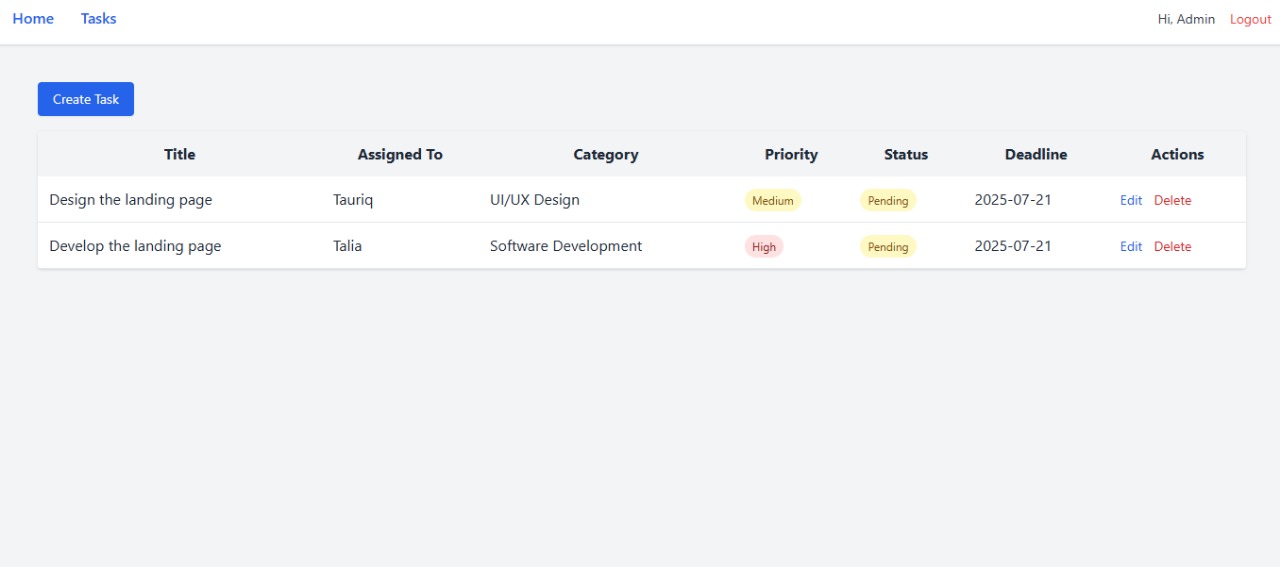 Home Tasks Hi, Admin Logout
Create Task
Title Assigned To Category Priority Status Deadline Actions
Design the landing page Tauriq UI/UX Design Medium Pending 2025-07-21 Edit Delete
Develop the landing page Talia Software Development High Pending 2025-07-21 Edit Delete